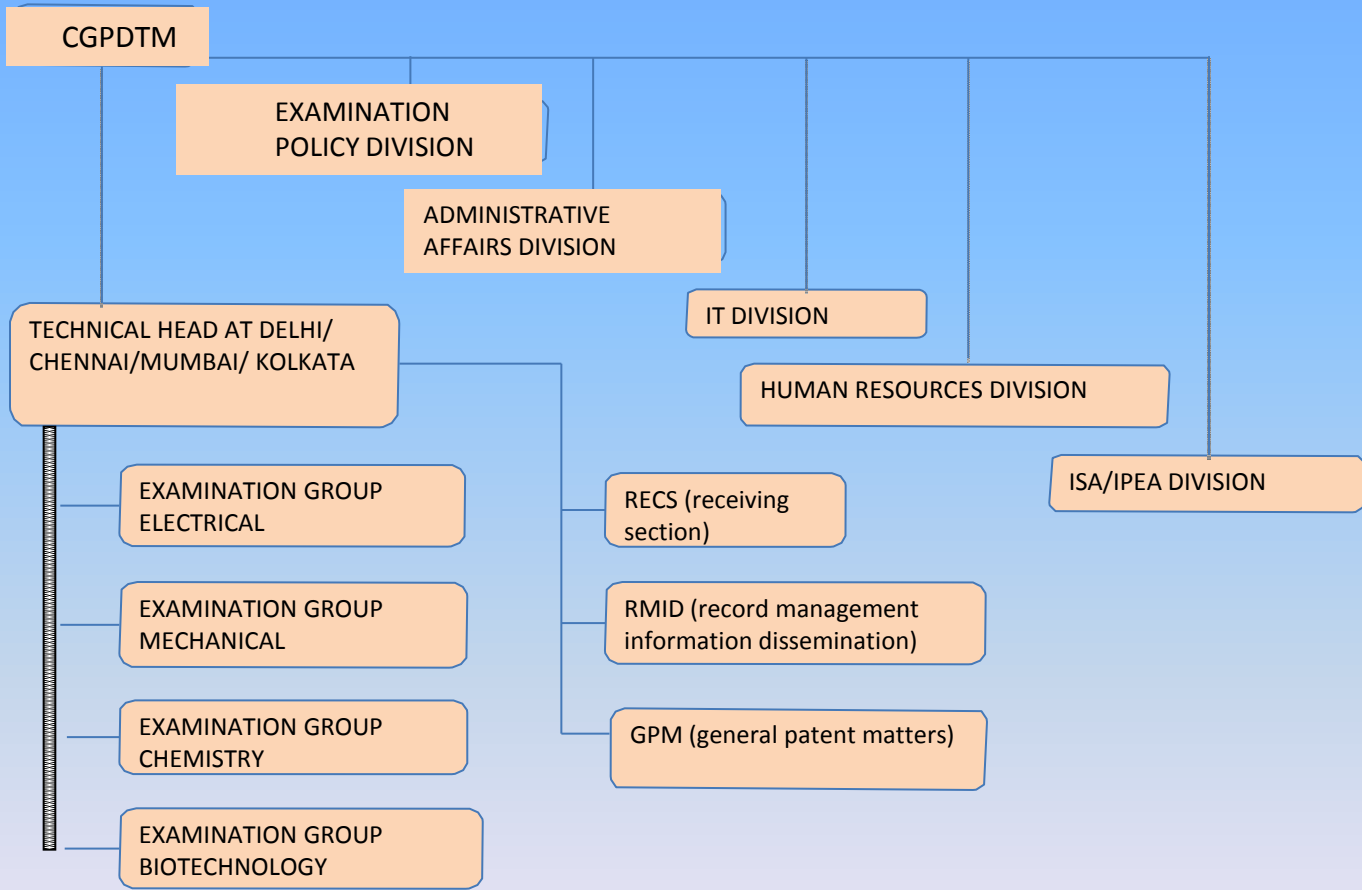 CGPDTM
EXAMINATION
POLICY DIVISION
ADMINISTRATIVE
AFFAIRS DIVISION
IT DIVISION
HUMAN RESOURCES DIVISION
ISA/IPEA DIVISION
TECHNICAL HEAD AT DELHI/
CHENNAI/MUMBAI/ KOLKATA
EXAMINATION GROUP
ELECTRICAL
EXAMINATION GROUP
MECHANICAL
EXAMINATION GROUP
CHEMISTRY
EXAMINATION GROUP
BIOTECHNOLOGY
RECS (receiving
section)
RMID (record management
information dissemination)
GPM (general patent matters)